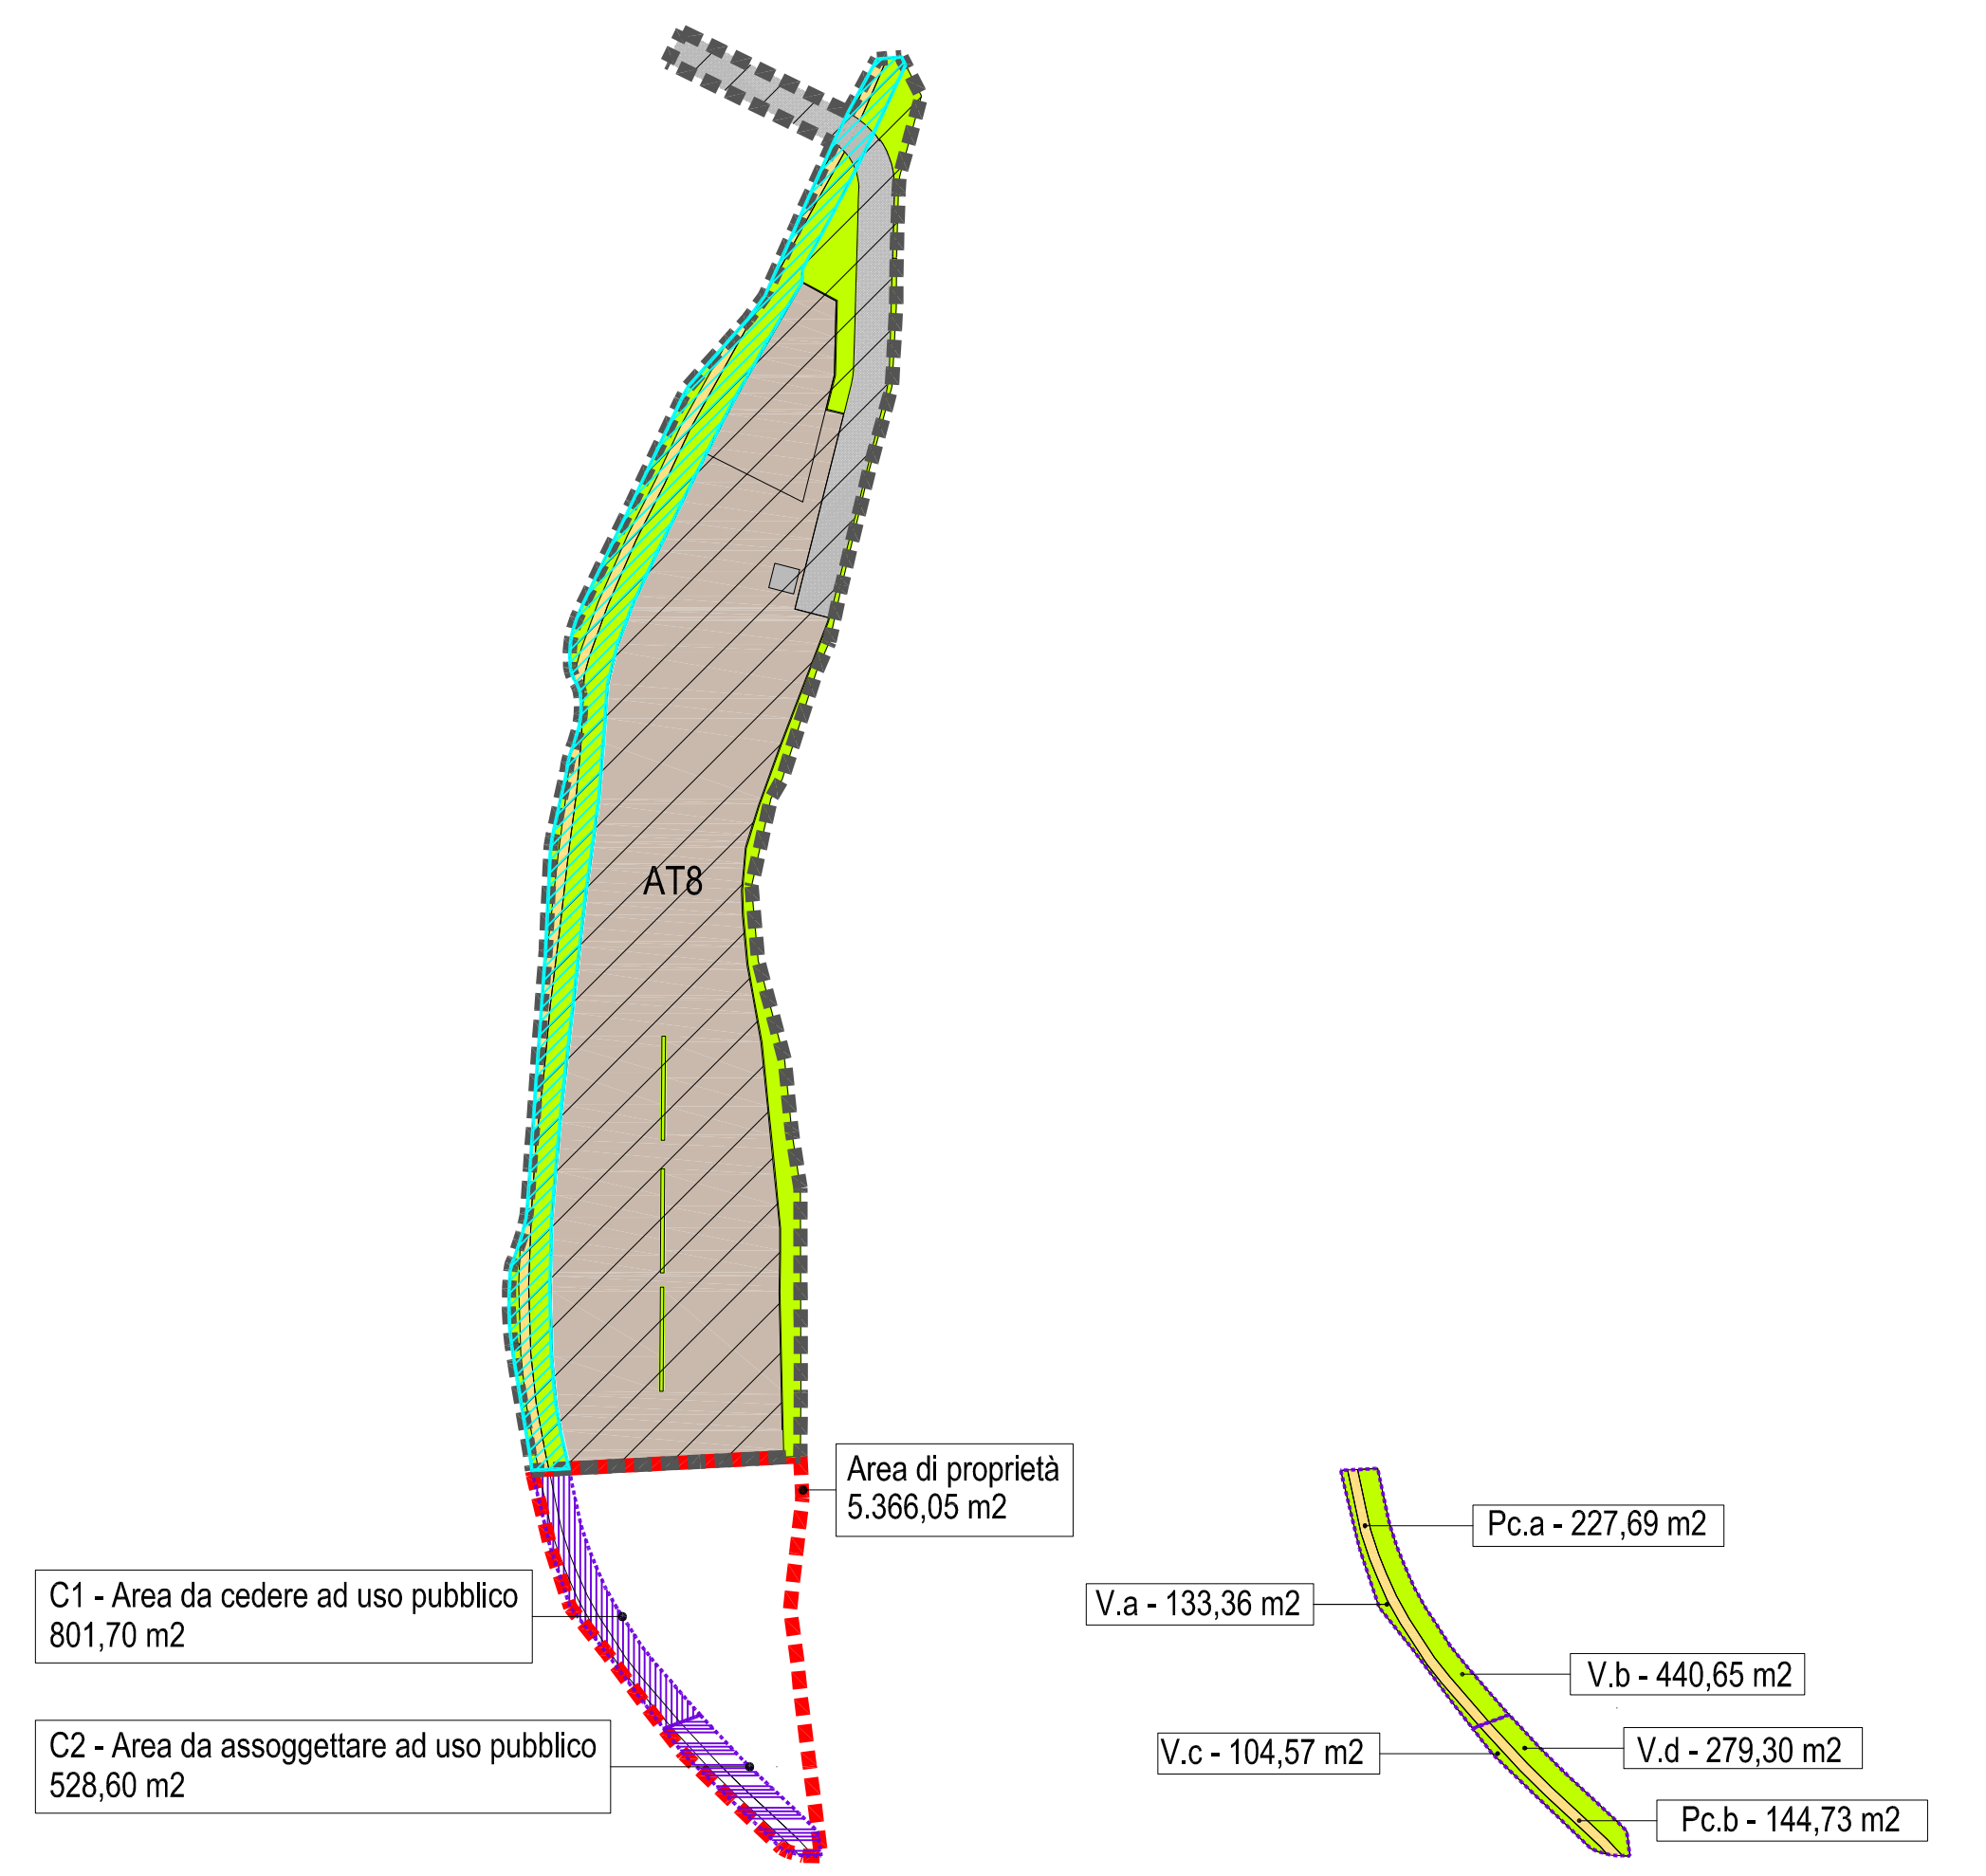 AT8
Area di proprietà
5.366,05 m2
C1 - Area da cedere ad uso pubblico
801,70 m2
C2 - Area da assoggettare ad uso pubblico
528,60 m2
Pc.a - 227,69 m2
V.a - 133,36 m2
V.b - 440,65 m2
V.c - 104,57 m2
V.d - 279,30 m2
Pc.b - 144,73 m2